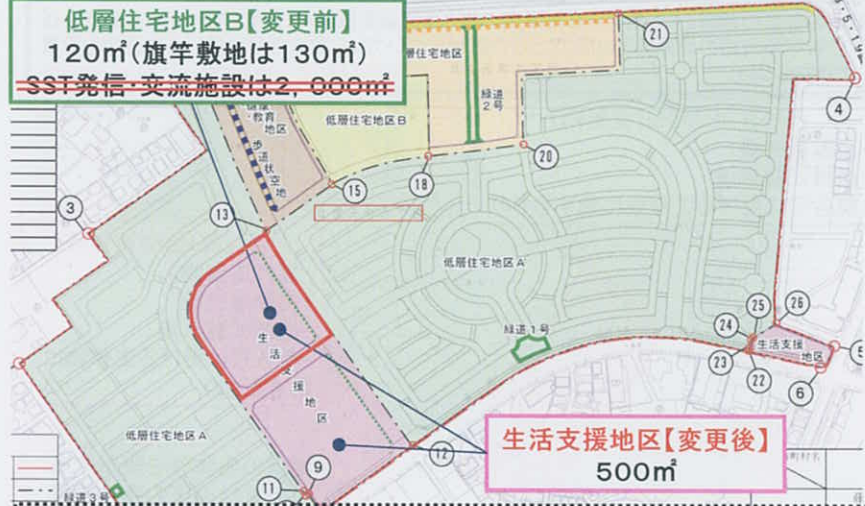 低層住宅地区B【変更前】
120㎡(旗竿敷地は130㎡)
SST発信・交流施設は2,000㎡
層住宅地区
緑道
2号
低層住宅地区B
・教育
地区
歩道状空地
21
4
20
18
15
13
3
低層住宅地区A
緑道1号
生活支援地区
25
26
24
23
22
生活支援
地区
5
6
低層住宅地区A
12
9
11
緑道3号
生活支援地区【変更後】
500㎡